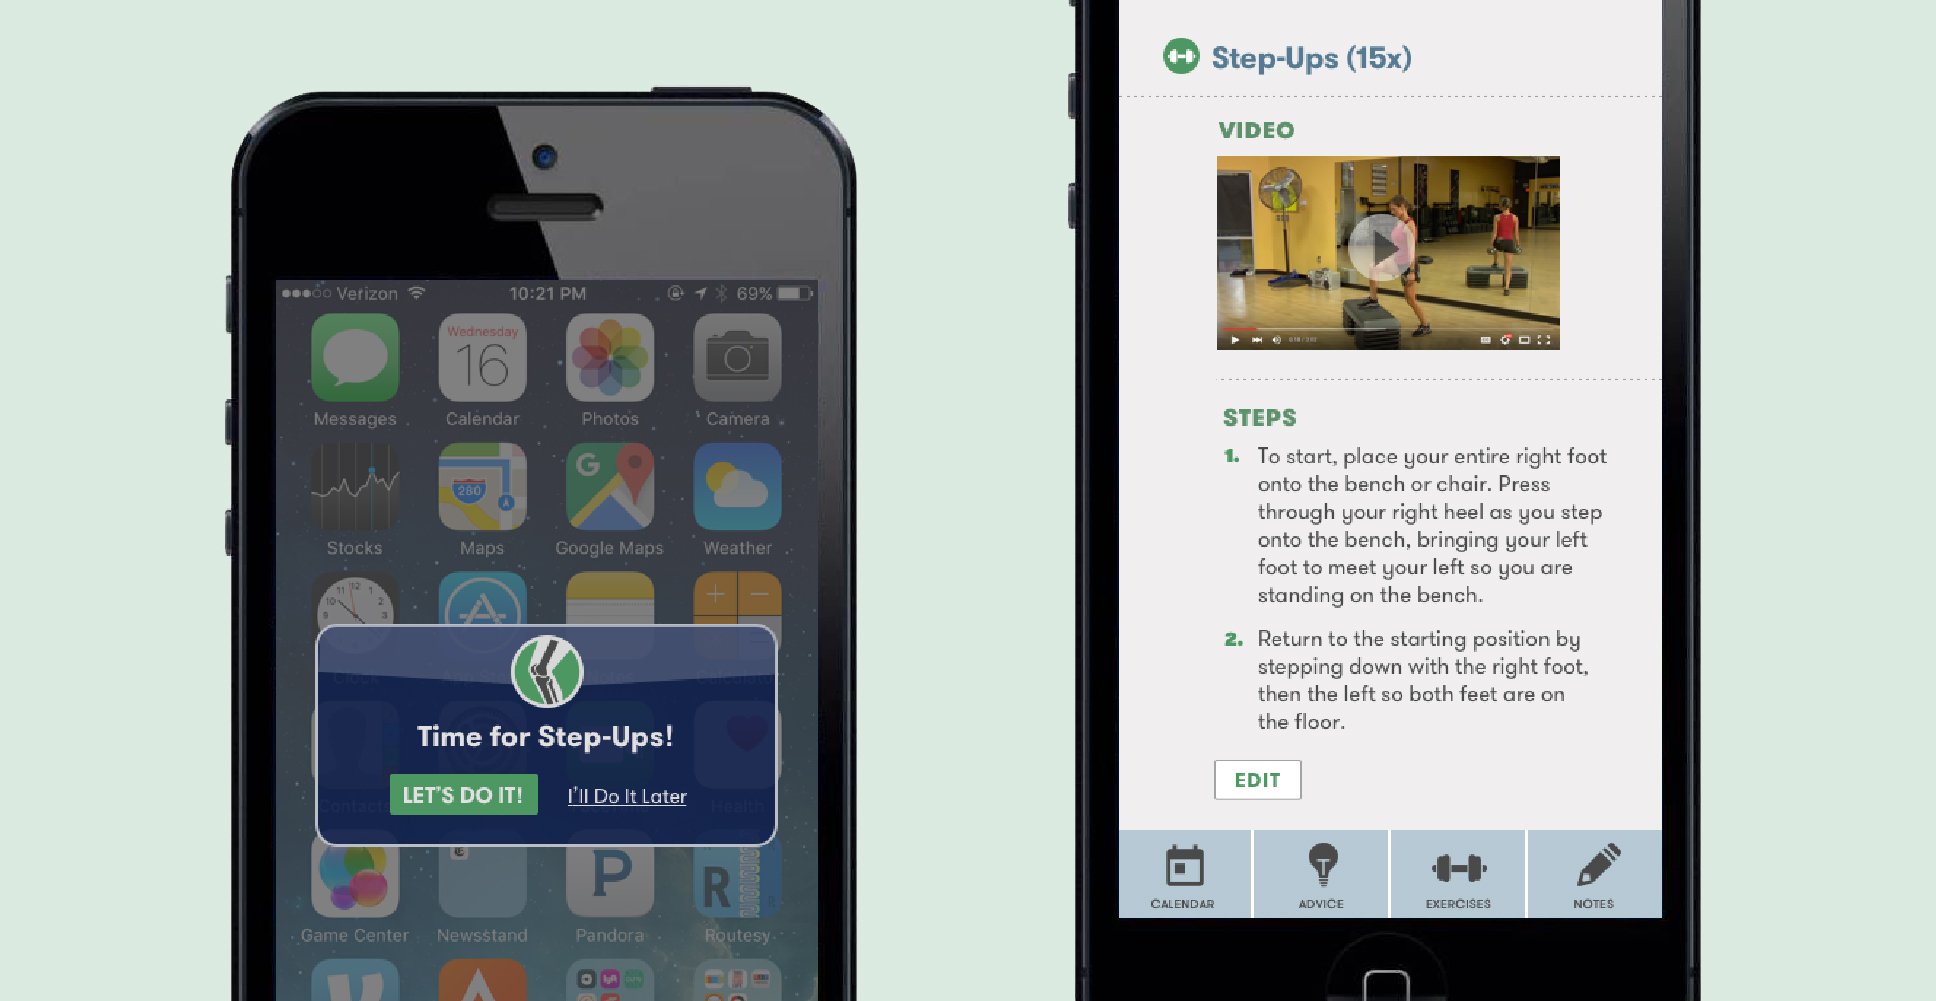 Verizon
10:21 PM
69%
Wednesday
16
Messages
Calendar
Photos
Camera
280
G
Stocks
Maps
Google Maps
Weather
Time for Step-Ups!
LET'S DO IT!
I'll Do It Later
Contacts
Health
P
R
Game Center
Newsstand
Pandora
Routesy
Step-Ups (15x)
VIDEO
STEPS
1. To start, place your entire right foot
onto the bench or chair. Press
through your right heel as you step
onto the bench, bringing your left
foot to meet your left so you are
standing on the bench.
2. Return to the starting position by
stepping down with the right foot,
then the left so both feet are on
the floor.
EDIT
CALENDAR
ADVICE
EXERCISES
NOTES